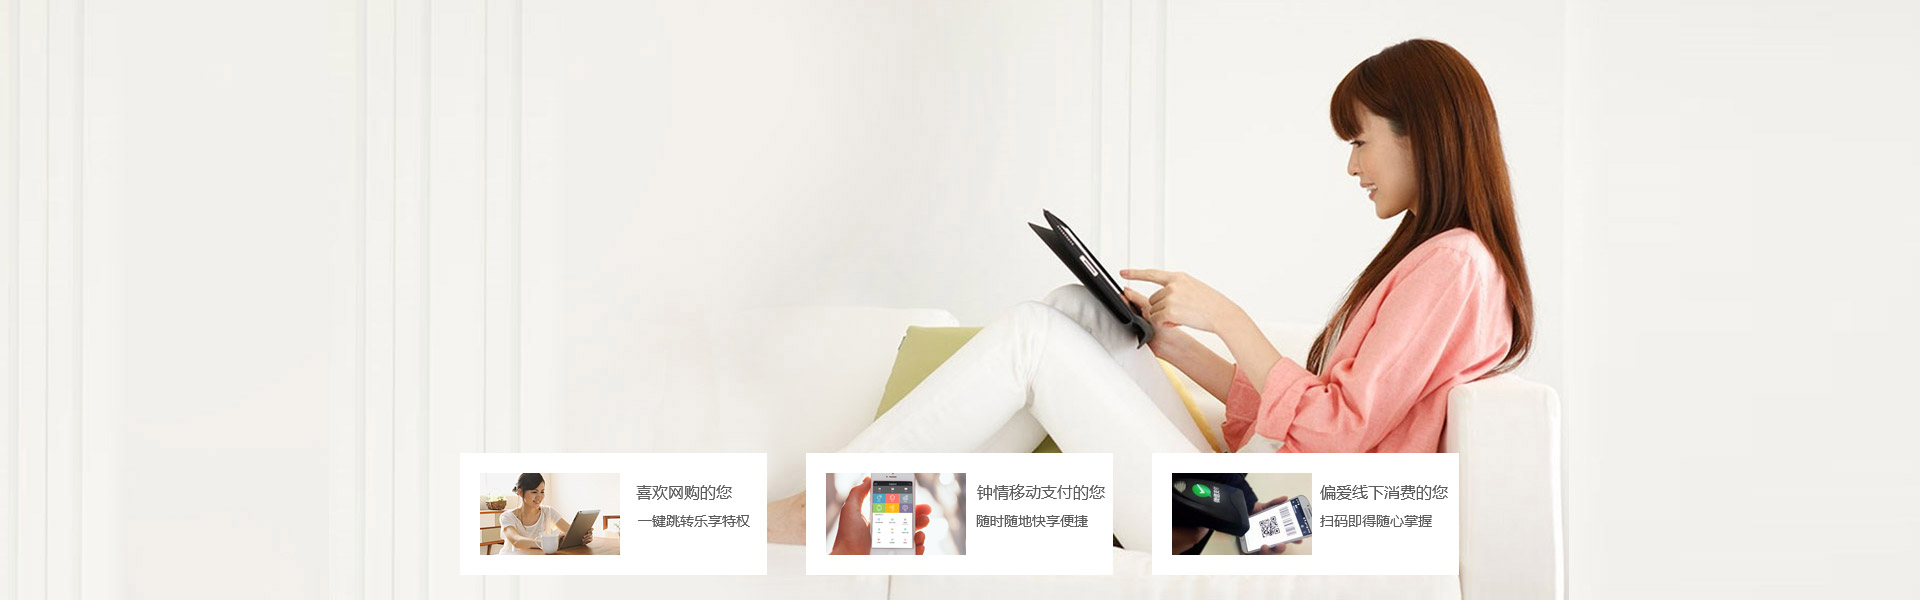 喜欢网购的您
一键跳转乐享特权
钟情移动支付的您
随时随地快享便捷
偏爱线下消费的您
扫码即得随心掌握